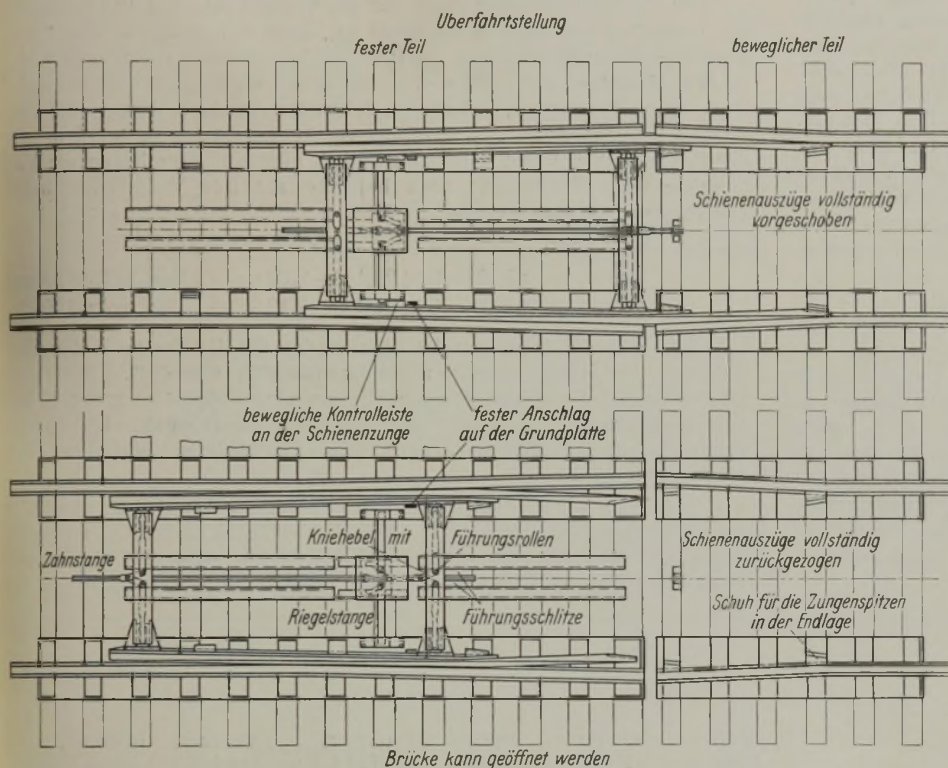 Uberfahrtstellung
fester Teil
beweglicher Teil
Schienenauszüge vollständig
vorgeschoben
bewegliche Kontrolleiste
an der Schienenzunge
fester Anschlag
auf der Grundplatte
Zahnstange
Kniehebel mit
Führungsrollen
Riegelstange
Führungsschlitze
Schienenauszüge vollständig
zurückgezogen
Schuh für die Zungenspitzen
in der Endlage
Brücke kann geöffnet werden